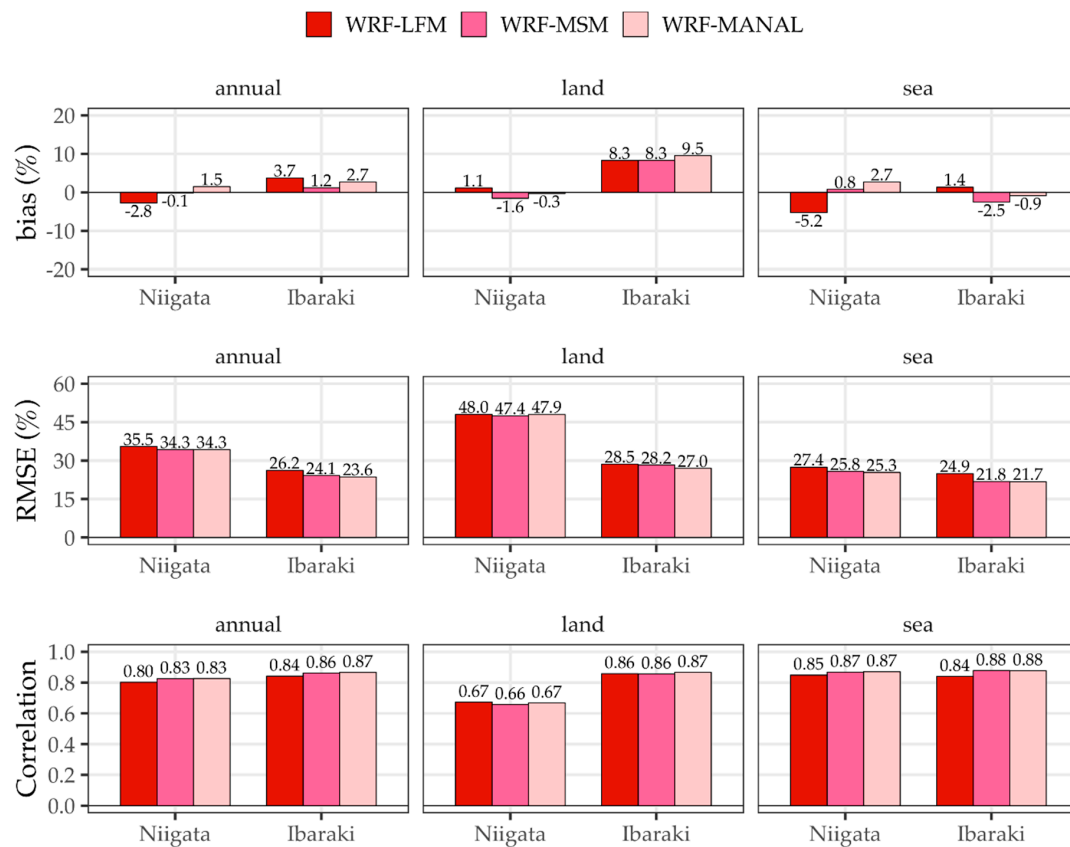 WRF-LFM WRF-MSM WRF-MANAL
annual land sea
bias (%)
20
10
0
-10
-20
-2.8 -0.1 1.5 3.7 1.2 2.7
1.1 -1.6 -0.3 8.3 8.3 9.5
-5.2 0.8 2.7 1.4 -2.5 -0.9
Niigata Ibaraki Niigata Ibaraki Niigata Ibaraki
annual land sea
RMSE (%)
60
45
30
15
0
35.5 34.3 34.3 26.2 24.1 23.6
48.0 47.4 47.9 28.5 28.2 27.0
27.4 25.8 25.3 24.9 21.8 21.7
Niigata Ibaraki Niigata Ibaraki Niigata Ibaraki
annual land sea
Correlation
1.0
0.8
0.6
0.4
0.2
0.0
0.80 0.83 0.83 0.84 0.86 0.87
0.67 0.66 0.67 0.86 0.86 0.87
0.85 0.87 0.87 0.84 0.88 0.88
Niigata Ibaraki Niigata Ibaraki Niigata Ibaraki